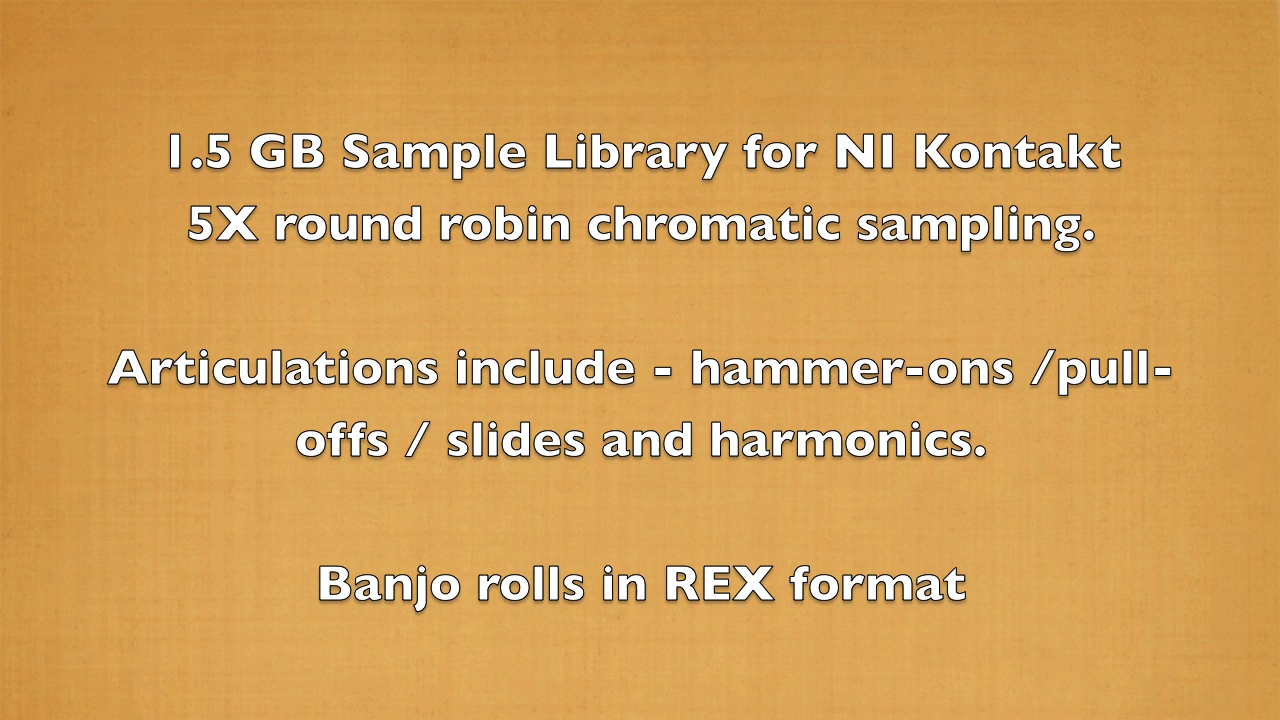 1.5 GB Sample Library for NI Kontakt
5X round robin chromatic sampling.
Articulations include - hammer-ons /pull-
offs / slides and harmonics.
Banjo rolls in REX format